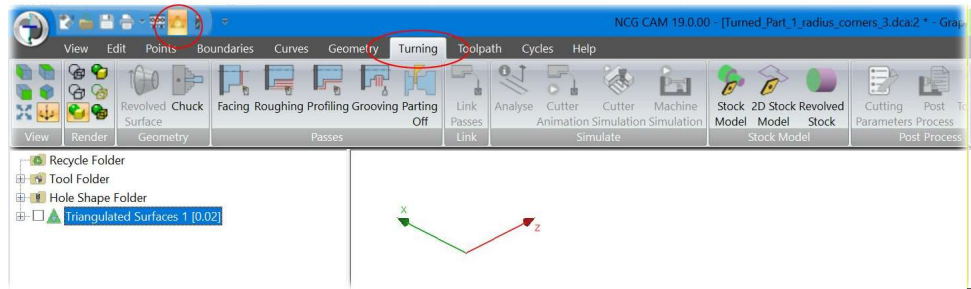 NCG CAM 19.0.00 - [Turned_Part_1_radius_corners_3.dca:2 * - Grap
View Edit Points Boundaries Curves Geometry Turning Toolpath Cycles Help
Revolved Surface Chuck Facing Roughing Profiling Grooving Parting Off Link Passes Analyse Cutter Animation Cutter Simulation Machine Simulation Stock Model 2D Stock Model Revolved Stock Cutting Parameters Post Process To
View Render Geometry Passes Link Simulate Stock Model Post Process
Recycle Folder
Tool Folder
Hole Shape Folder
Triangulated Surfaces 1 [0.02]
X
Z